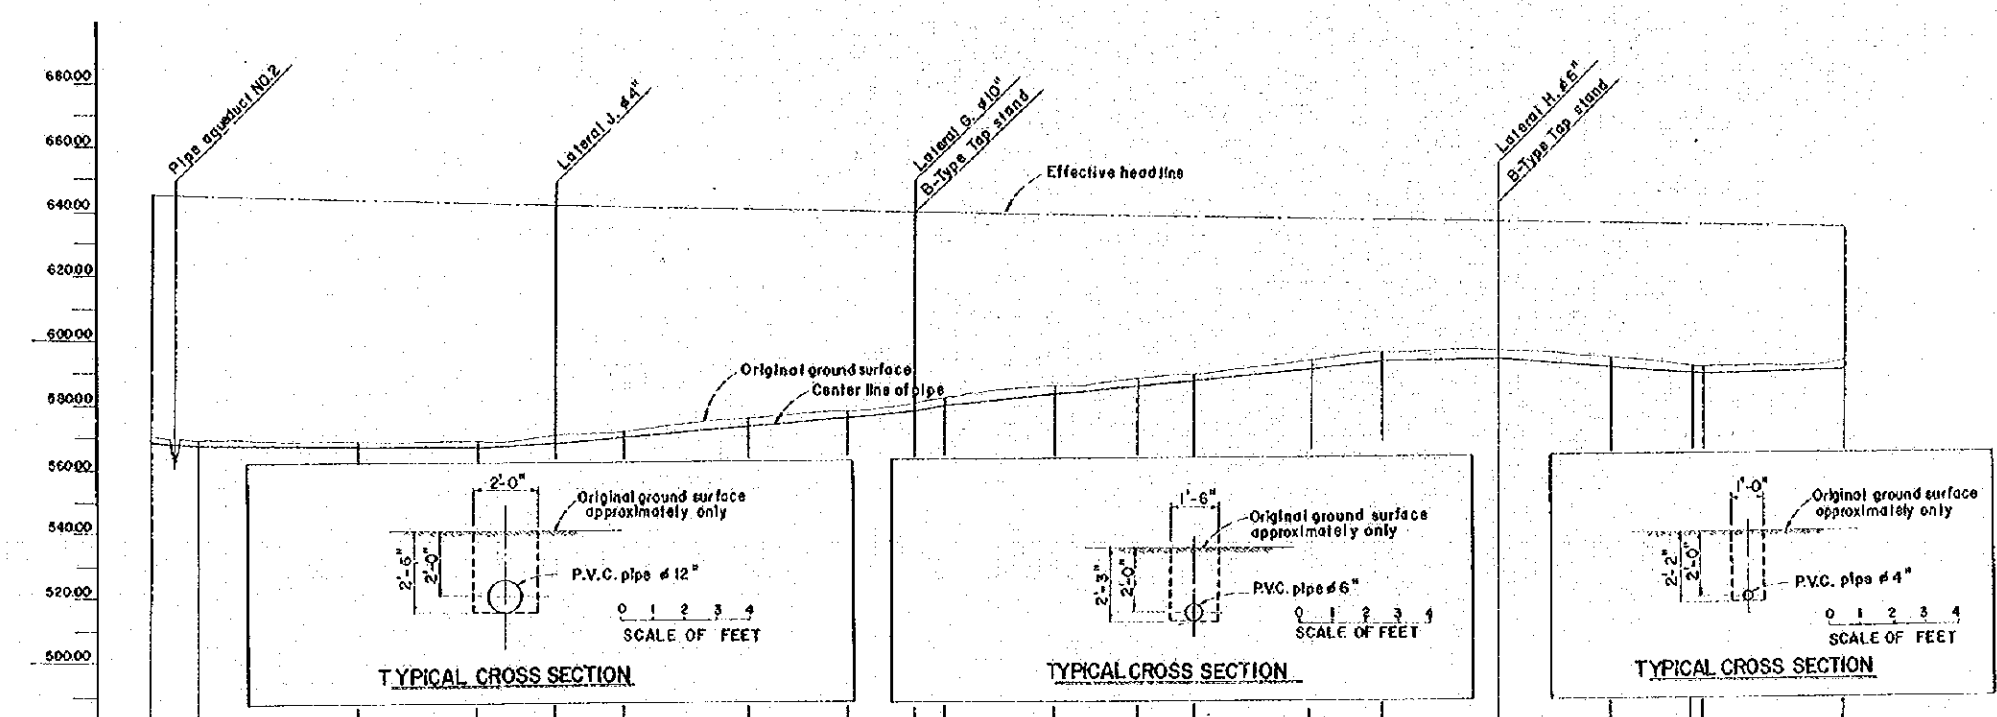 680.00
660.00
640.00
620.00
600.00
580.00
560.00
540.00
520.00
500.00
Pipe aqueduct NO.2
Lateral J. ø4"
Lateral G. ø10"
B-Type Tap stand
Lateral H. ø6"
B-Type Tap stand
Effective head line
Original ground surface
Center line of pipe
2'-0"
Original ground surface
approximately only
2'-6"
2'-0"
P.V.C. pipe ø12"
0 1 2 3 4
SCALE OF FEET
TYPICAL CROSS SECTION
1'-6"
Original ground surface
approximately only
2'-3"
2'-0"
P.V.C. pipe ø6"
0 1 2 3 4
SCALE OF FEET
TYPICAL CROSS SECTION
1'-0"
Original ground surface
approximately only
2'-2"
2'-0"
P.V.C. pipe ø4"
0 1 2 3 4
SCALE OF FEET
TYPICAL CROSS SECTION